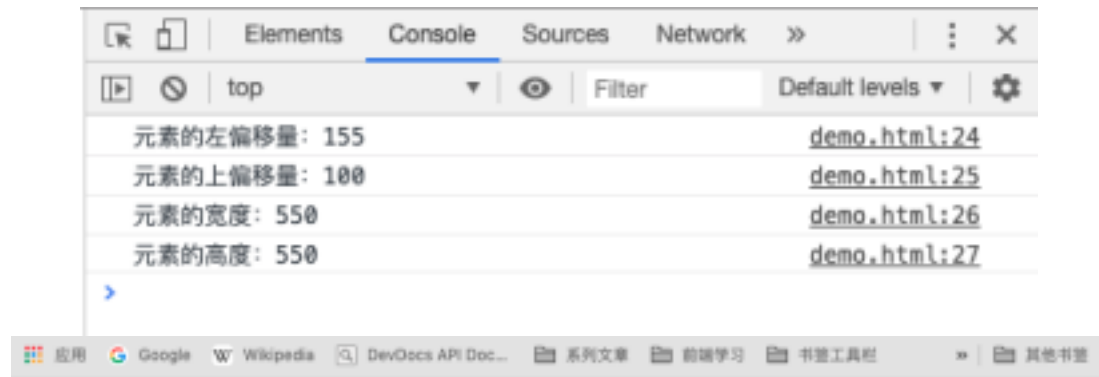 Elements Console Sources Network »
top Filter Default levels
元素的左偏移量: 155 demo.html:24
元素的上偏移量: 100 demo.html:25
元素的宽度: 550 demo.html:26
元素的高度: 550 demo.html:27
应用 Google Wikipedia DevDocs API Doc... 系列文章 前端学习 书签工具栏 » 其他书签